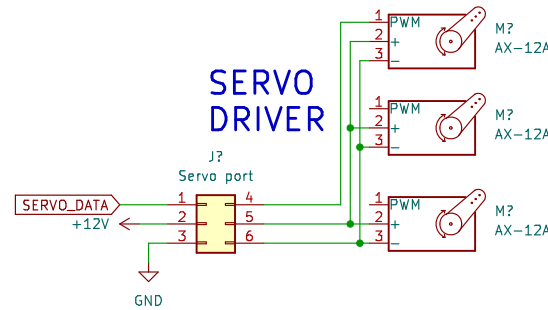 1 PWM
2 +
3 -
M?
AX-12A
SERVO
DRIVER
1 PWM
2 +
3 -
M?
AX-12A
J?
Servo port
SERVO_DATA
+12V
1 4
2 5
3 6
1 PWM
2 +
3 -
M?
AX-12A
GND